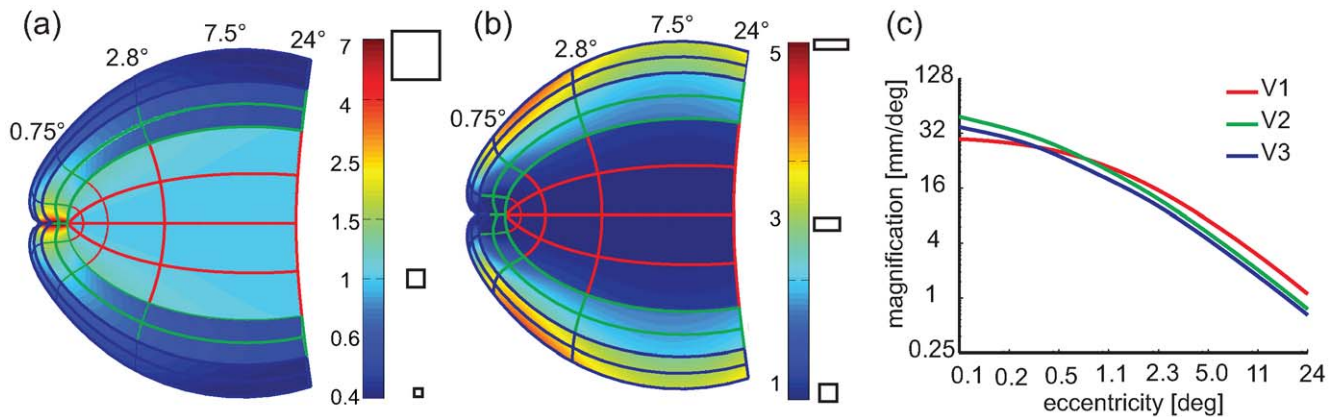 (a)
0.75°
2.8°
7.5°
24°
7
4
2.5
1.5
1
0.6
0.4
(b)
0.75°
2.8°
7.5°
24°
5
3
1
(c)
magnification [mm/deg]
128
32
16
4
1
0.25
V1
V2
V3
0.1 0.2 0.5 1.1 2.3 5.0 11 24
eccentricity [deg]